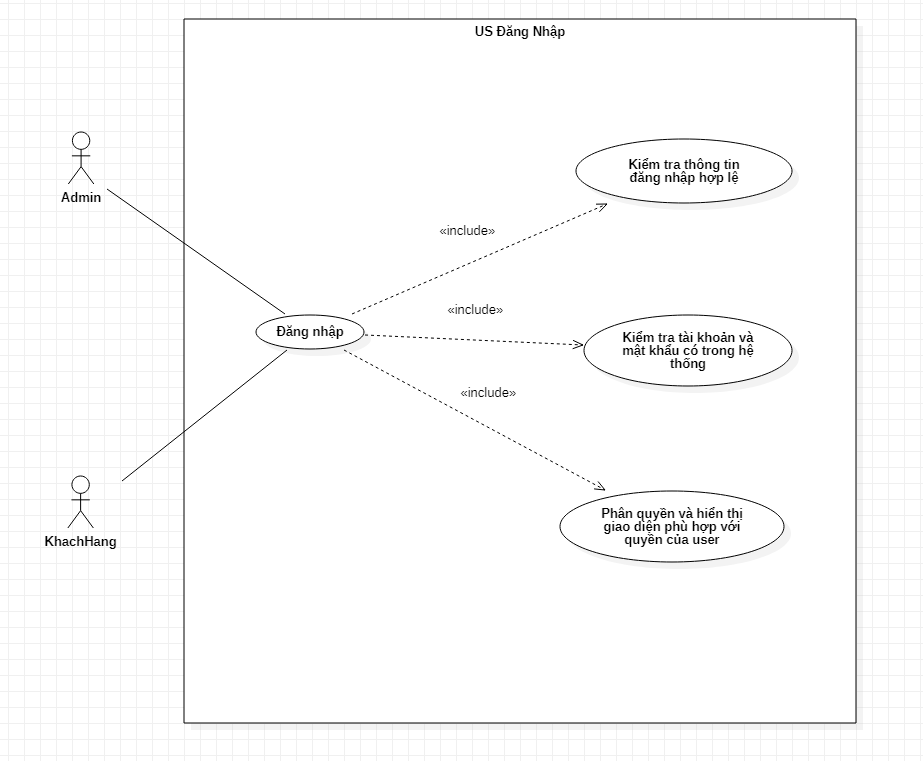 US Đăng Nhập
Admin
KhachHang
Đăng nhập
«include»
«include»
«include»
Kiểm tra thông tin
đăng nhập hợp lệ
Kiểm tra tài khoản và
mật khẩu có trong hệ
thống
Phân quyền và hiển thị
giao diện phù hợp với
quyền của user